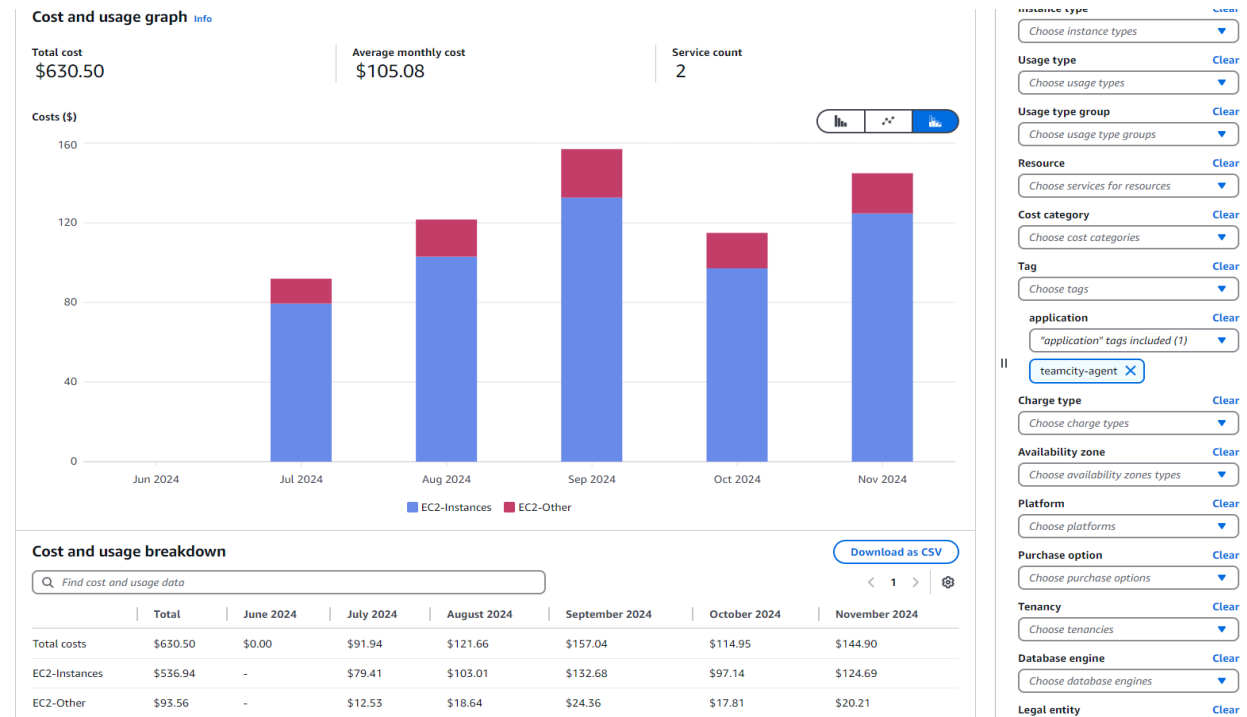 Cost and usage graph Info
Total cost
$630.50
Average monthly cost
$105.08
Service count
2
Costs ($)
160
120
80
40
0
Jun 2024 Jul 2024 Aug 2024 Sep 2024 Oct 2024 Nov 2024
EC2-Instances EC2-Other
Cost and usage breakdown
Download as CSV
Find cost and usage data
1
Total June 2024 July 2024 August 2024 September 2024 October 2024 November 2024
Total costs $630.50 $0.00 $91.94 $121.66 $157.04 $114.95 $144.90
EC2-Instances $536.94 - $79.41 $103.01 $132.68 $97.14 $124.69
EC2-Other $93.56 - $12.53 $18.64 $24.36 $17.81 $20.21
Instance type Clear
Choose instance types
Usage type Clear
Choose usage types
Usage type group Clear
Choose usage type groups
Resource Clear
Choose services for resources
Cost category Clear
Choose cost categories
Tag Clear
Choose tags
application Clear
"application" tags included (1)
teamcity-agent
Charge type Clear
Choose charge types
Availability zone Clear
Choose availability zones types
Platform Clear
Choose platforms
Purchase option Clear
Choose purchase options
Tenancy Clear
Choose tenancies
Database engine Clear
Choose database engines
Legal entity Clear